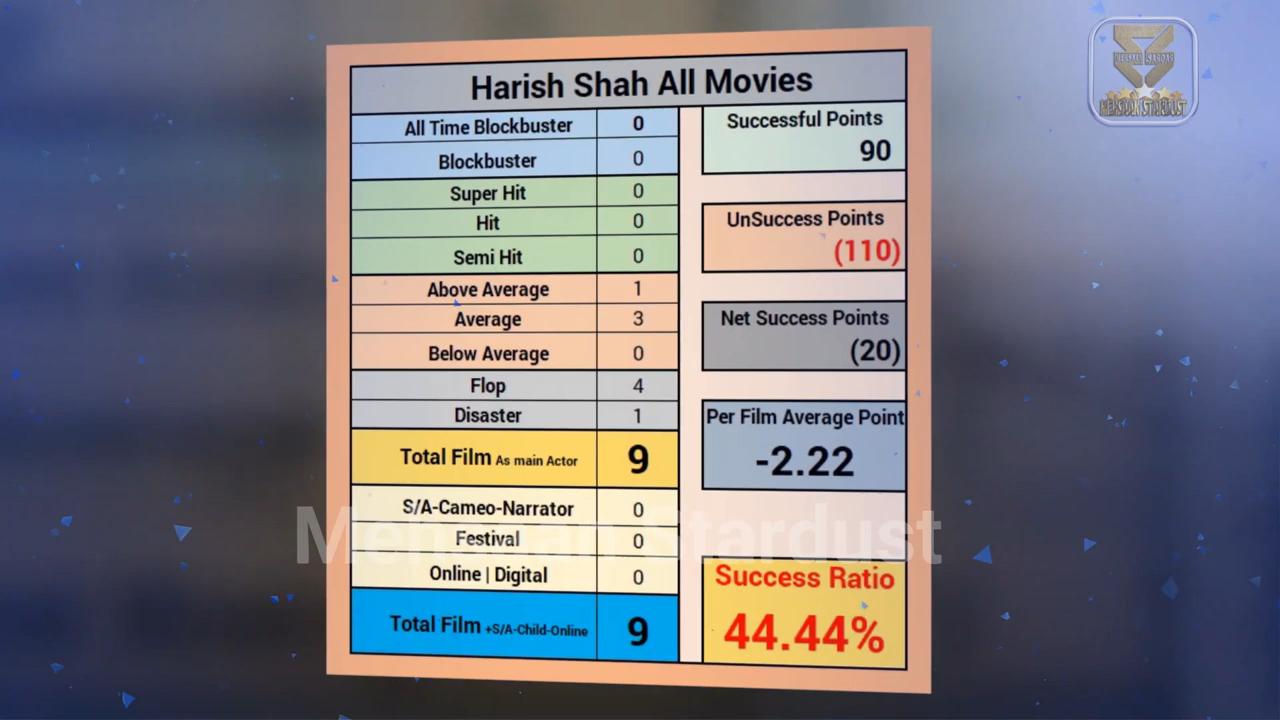 Harish Shah All Movies
All Time Blockbuster 0
Blockbuster 0
Super Hit 0
Hit 0
Semi Hit 0
Above Average 1
Average 3
Below Average 0
Flop 4
Disaster 1
Total Film As main Actor 9
S/A-Cameo-Narrator 0
Festival 0
Online | Digital 0
Total Film +S/A-Child-Online 9
Successful Points
90
UnSuccess Points
(110)
Net Success Points
(20)
Per Film Average Point
-2.22
Success Ratio
44.44%
Stardust